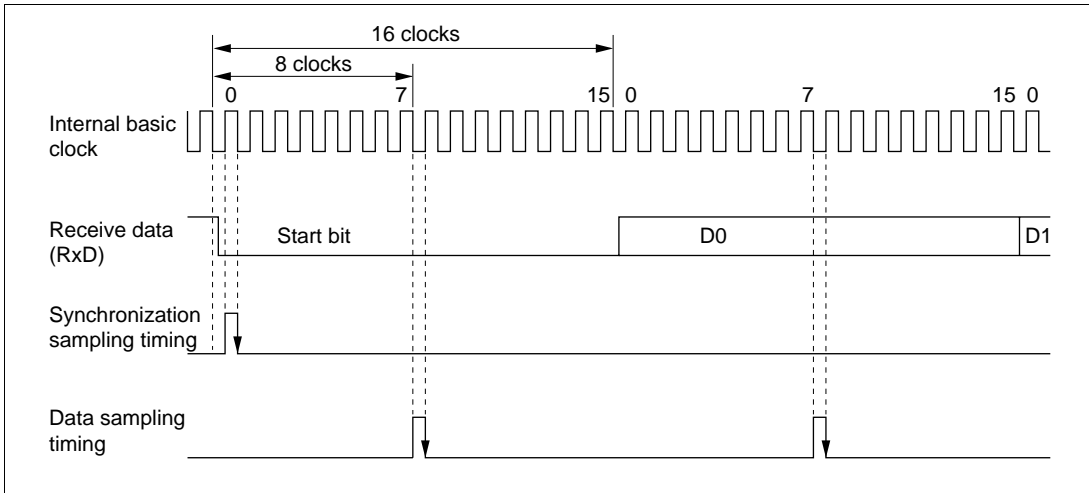 16 clocks
8 clocks
0 7 15 0 7 15 0
Internal basic
clock
Receive data
(RxD)
Start bit D0 D1
Synchronization
sampling timing
Data sampling
timing